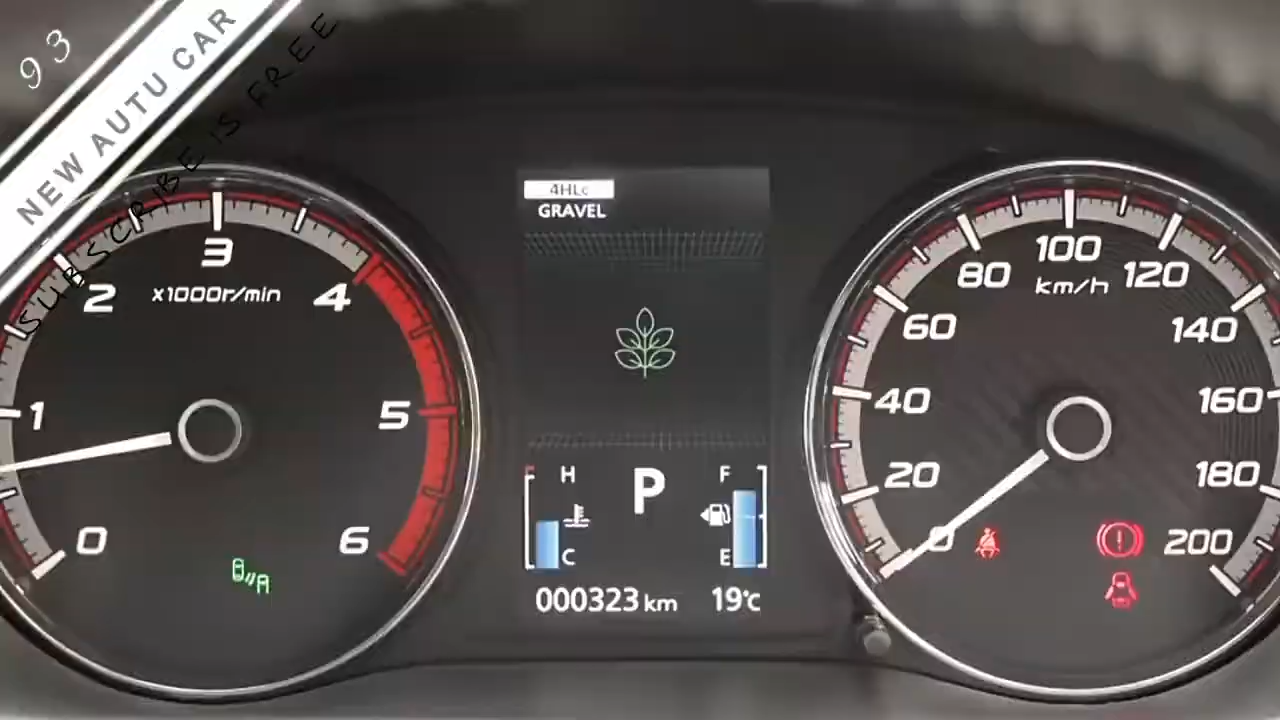 93
NEW AUTU CAR
SUBSCRIBE IS FREE
4HLc
GRAVEL
0
1
2
3
4
5
6
x1000r/min
H
C
P
F
E
000323 km
19°c
0
20
40
60
80
100
120
140
160
180
200
km/h
A